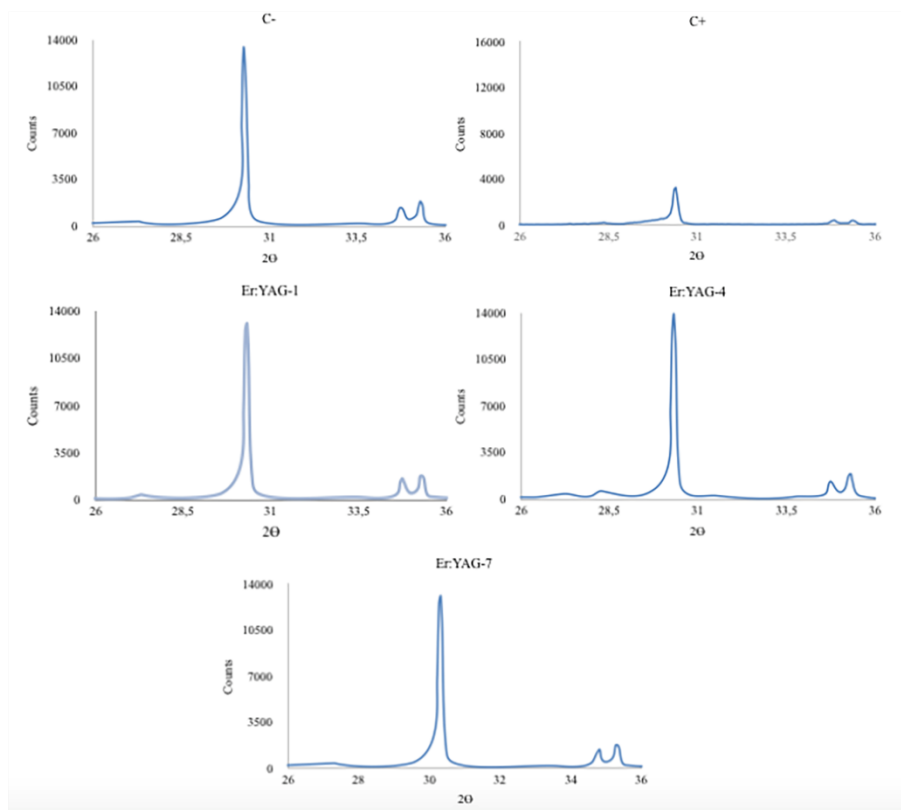 C-
14000
10500
7000
3500
0
Counts
26 28,5 31 33,5 36
2Θ
C+
16000
12000
8000
4000
0
Counts
26 28,5 31 33,5 36
2Θ
Er:YAG-1
14000
10500
7000
3500
0
Counts
26 28,5 31 33,5 36
2Θ
Er:YAG-4
14000
10500
7000
3500
0
Counts
26 28,5 31 33,5 36
2Θ
Er:YAG-7
14000
10500
7000
3500
0
Counts
26 28 30 32 34 36
2Θ